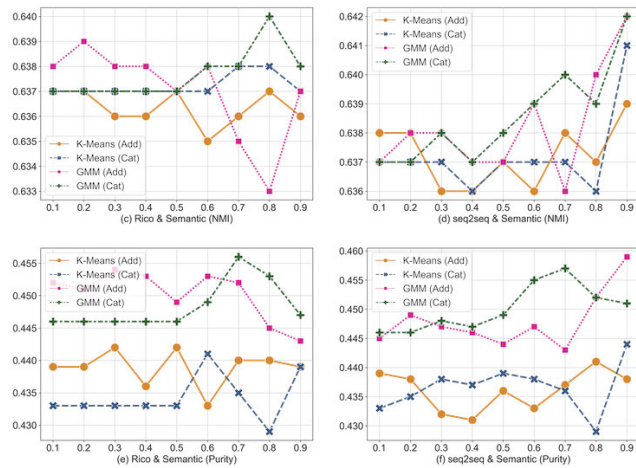 0.640
0.639
0.638
0.637
0.636
0.635
0.634
0.633
K-Means (Add)
K-Means (Cat)
GMM (Add)
GMM (Cat)
0.1 0.2 0.3 0.4 0.5 0.6 0.7 0.8 0.9
(c) Rico & Semantic (NMI)
0.642
0.641
0.640
0.639
0.638
0.637
0.636
K-Means (Add)
K-Means (Cat)
GMM (Add)
GMM (Cat)
0.1 0.2 0.3 0.4 0.5 0.6 0.7 0.8 0.9
(d) seq2seq & Semantic (NMI)
0.455
0.450
0.445
0.440
0.435
0.430
K-Means (Add)
K-Means (Cat)
GMM (Add)
GMM (Cat)
0.1 0.2 0.3 0.4 0.5 0.6 0.7 0.8 0.9
(e) Rico & Semantic (Purity)
0.460
0.455
0.450
0.445
0.440
0.435
0.430
K-Means (Add)
K-Means (Cat)
GMM (Add)
GMM (Cat)
0.1 0.2 0.3 0.4 0.5 0.6 0.7 0.8 0.9
(f) seq2seq & Semantic (Purity)